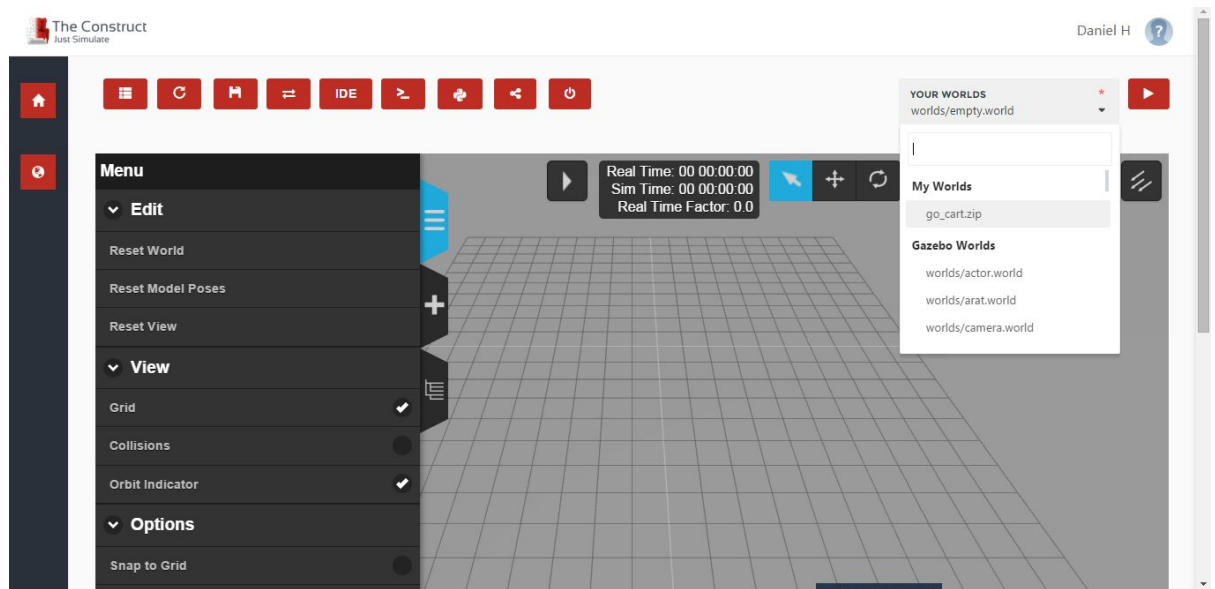 The Construct
Just Simulate
Daniel H
IDE
YOUR WORLDS *
worlds/empty.world
Menu
Edit
Reset World
Reset Model Poses
Reset View
View
Grid
Collisions
Orbit Indicator
Options
Snap to Grid
Real Time: 00 00:00:00
Sim Time: 00 00:00:00
Real Time Factor: 0.0
My Worlds
go_cart.zip
Gazebo Worlds
worlds/actor.world
worlds/arat.world
worlds/camera.world